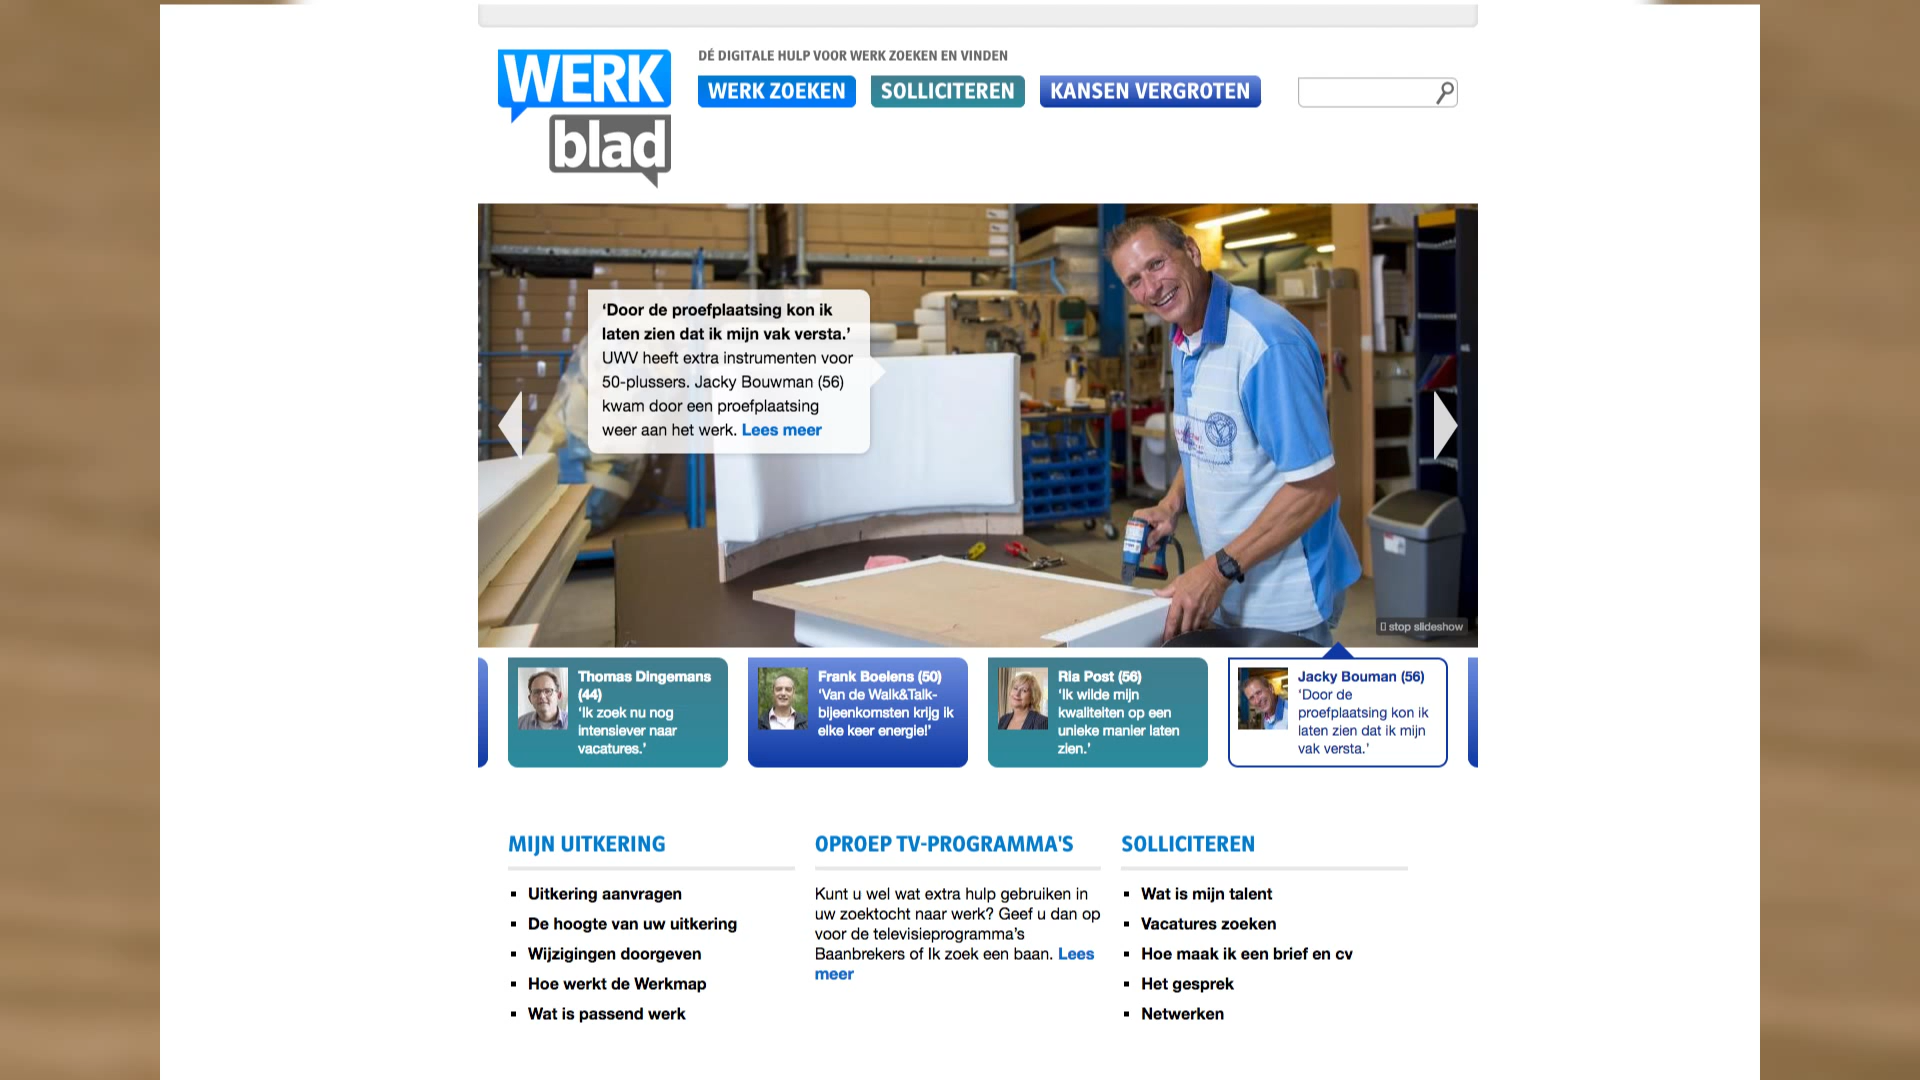 WERK
blad
DÉ DIGITALE HULP VOOR WERK ZOEKEN EN VINDEN
WERK ZOEKEN
SOLLICITEREN
KANSEN VERGROTEN
‘Door de proefplaatsing kon ik
laten zien dat ik mijn vak versta.’
UWV heeft extra instrumenten voor
50-plussers. Jacky Bouwman (56)
kwam door een proefplaatsing
weer aan het werk. Lees meer
stop slideshow
Thomas Dingemans
(44)
‘Ik zoek nu nog
intensiever naar
vacatures.’
Frank Boelens (50)
‘Van de Walk&Talk-
bijeenkomsten krijg ik
elke keer energie!’
Ria Post (56)
‘Ik wilde mijn
kwaliteiten op een
unieke manier laten
zien.’
Jacky Bouman (56)
‘Door de
proefplaatsing kon ik
laten zien dat ik mijn
vak versta.’
MIJN UITKERING
Uitkering aanvragen
De hoogte van uw uitkering
Wijzigingen doorgeven
Hoe werkt de Werkmap
Wat is passend werk
OPROEP TV-PROGRAMMA'S
Kunt u wel wat extra hulp gebruiken in
uw zoektocht naar werk? Geef u dan op
voor de televisieprogramma’s
Baanbrekers of Ik zoek een baan. Lees
meer
SOLLICITEREN
Wat is mijn talent
Vacatures zoeken
Hoe maak ik een brief en cv
Het gesprek
Netwerken